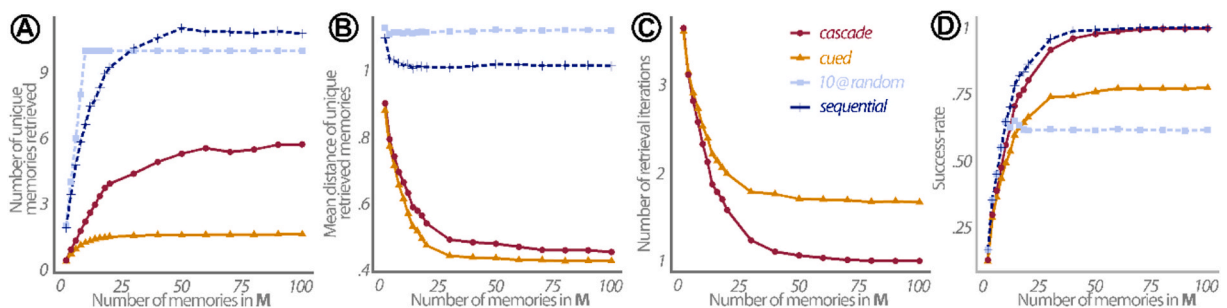 A
Number of unique
memories retrieved
9
6
3
0
0
25
50
75
100
Number of memories in M
B
Mean distance of unique
retrieved memories
1
.8
.6
.4
0
25
50
75
100
Number of memories in M
C
Number of retrieval iterations
3
2
1
cascade
cued
10@random
sequential
0
25
50
75
100
Number of memories in M
D
Success-rate
1
.75
.50
.25
0
25
50
75
100
Number of memories in M